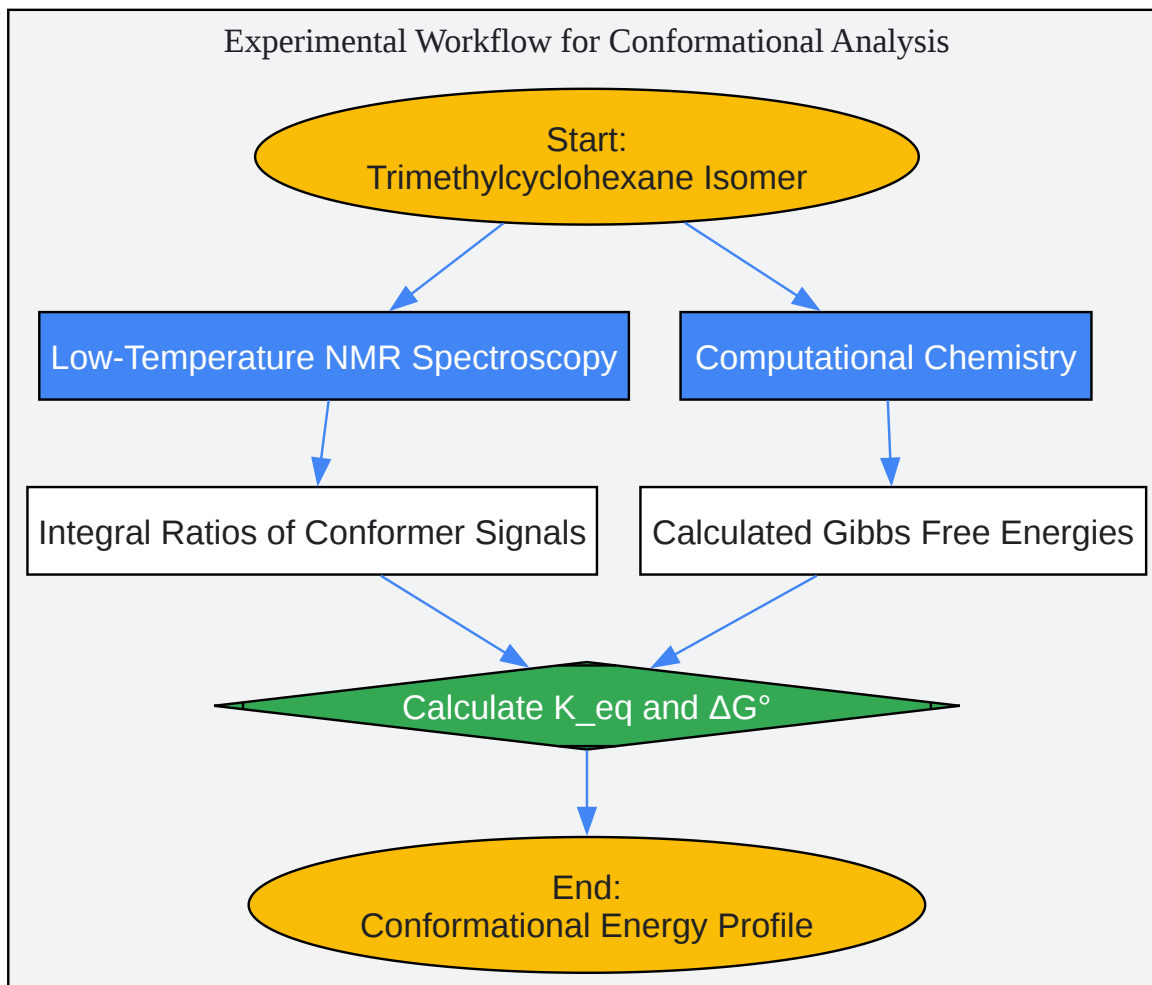 Experimental Workflow for Conformational Analysis
Start:
Trimethylcyclohexane Isomer
Low-Temperature NMR Spectroscopy
Computational Chemistry
Integral Ratios of Conformer Signals
Calculated Gibbs Free Energies
Calculate K_eq and ΔG°
End:
Conformational Energy Profile